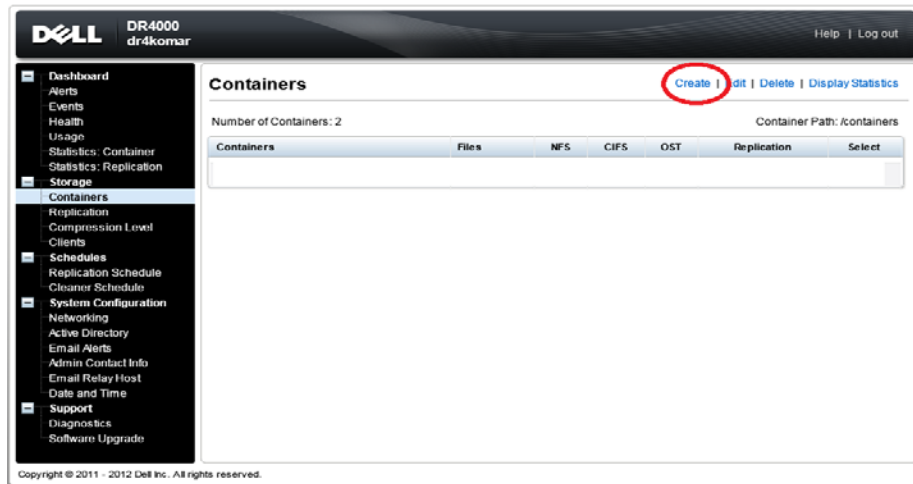 DELL
DR4000
dr4komar
Help | Log out
Dashboard
Alerts
Events
Health
Usage
Statistics: Container
Statistics: Replication
Storage
Containers
Replication
Compression Level
Clients
Schedules
Replication Schedule
Cleaner Schedule
System Configuration
Networking
Active Directory
Email Alerts
Admin Contact Info
Email Relay Host
Date and Time
Support
Diagnostics
Software Upgrade
Containers
Create | Edit | Delete | Display Statistics
Number of Containers: 2
Container Path: /containers
Containers Files NFS CIFS OST Replication Select
Copyright © 2011 - 2012 Dell Inc. All rights reserved.